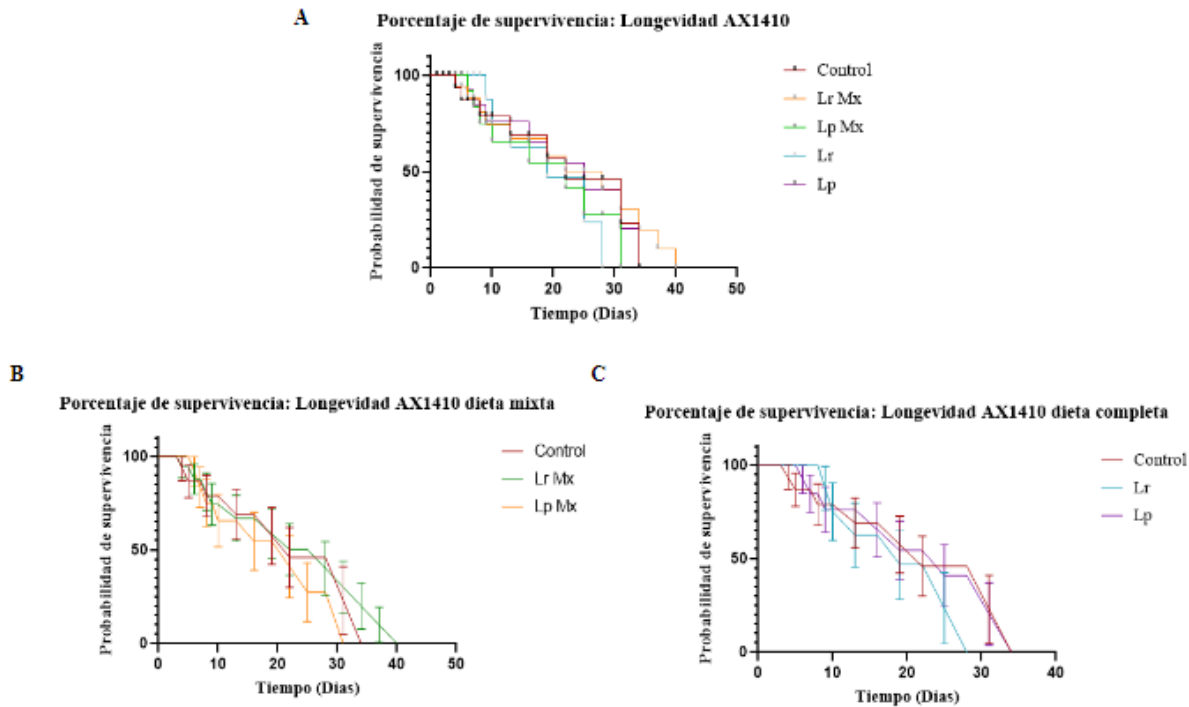 A
Porcentaje de supervivencia: Longevidad AX1410
Probabilidad de supervivencia
100
50
0
0 10 20 30 40 50
Tiempo (Dias)
Control
Lr Mx
Lp Mx
Lr
Lp
B
Porcentaje de supervivencia: Longevidad AX1410 dieta mixta
Probabilidad de supervivencia
100
50
0
0 10 20 30 40 50
Tiempo (Dias)
Control
Lr Mx
Lp Mx
C
Porcentaje de supervivencia: Longevidad AX1410 dieta completa
Probabilidad de supervivencia
100
50
0
0 10 20 30 40
Tiempo (Dias)
Control
Lr
Lp